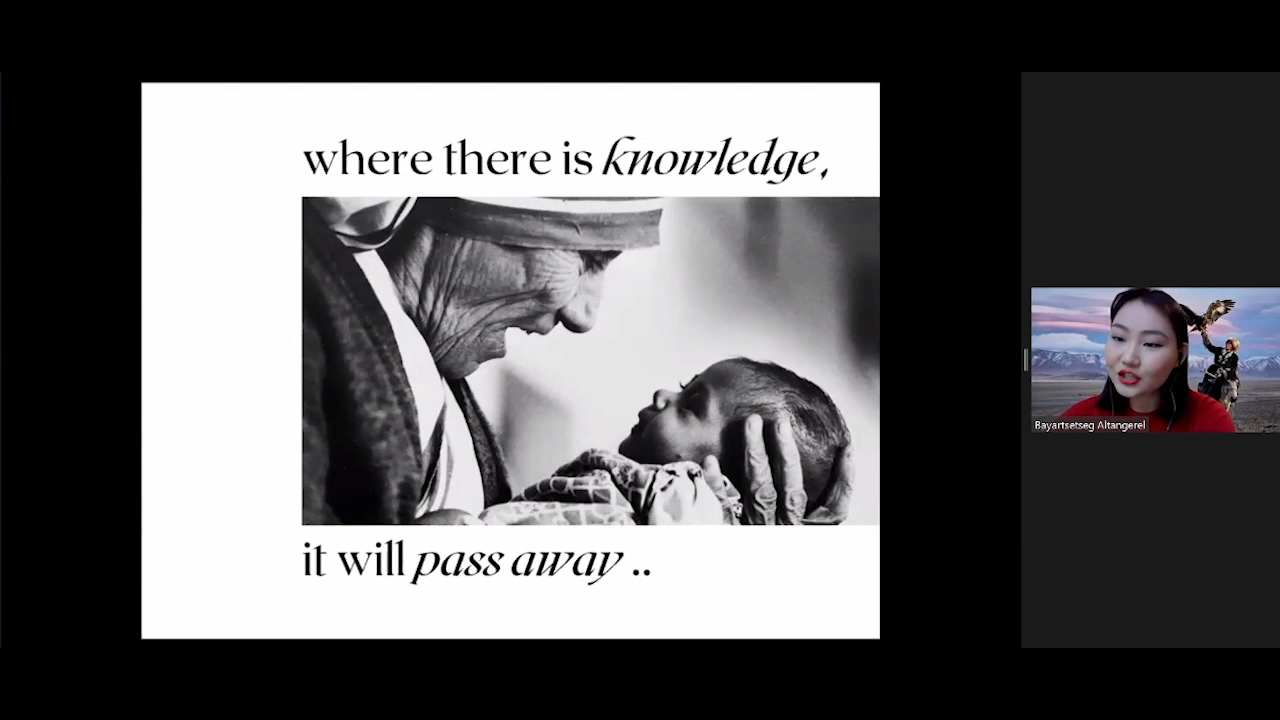 where there is knowledge,
it will pass away ..
Bayartsetseg Altangerel